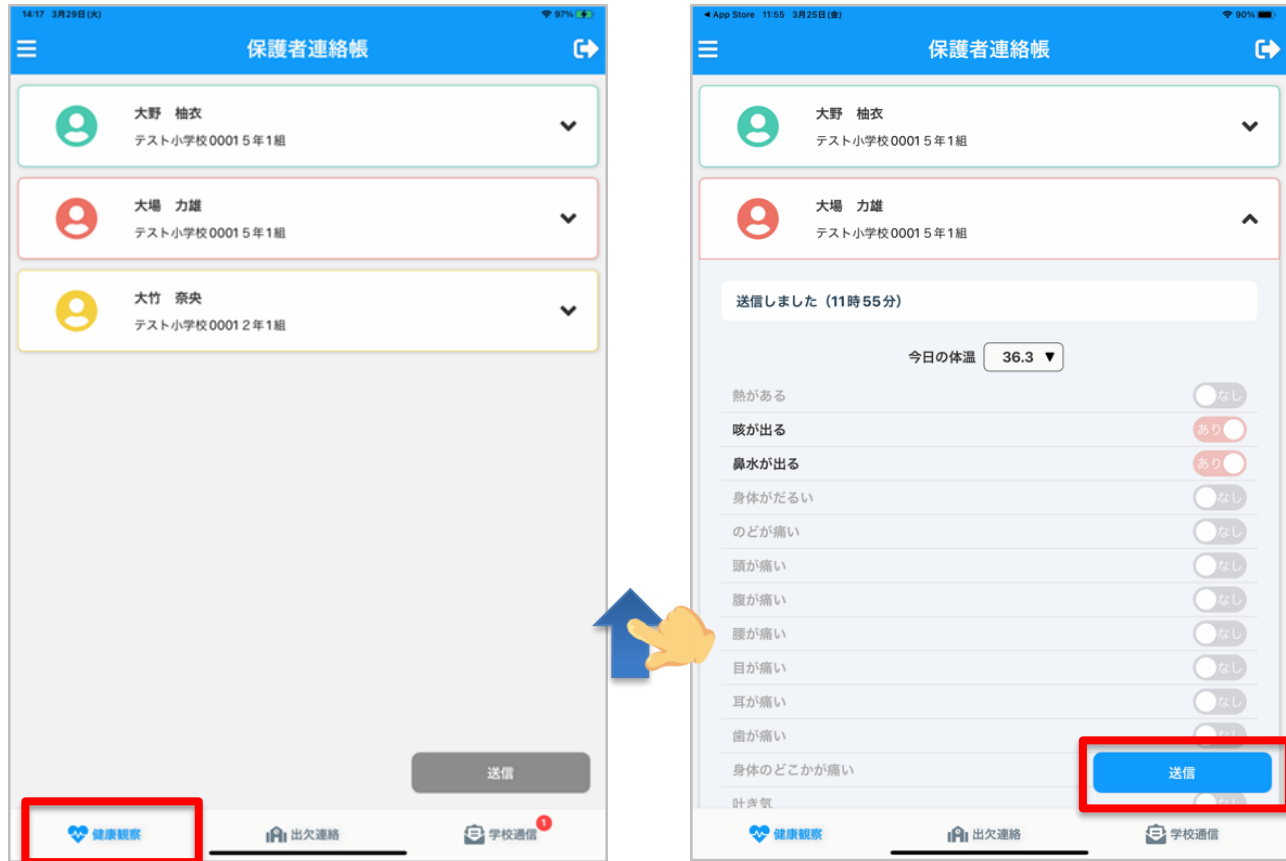 14:17 3月29日(火)
97%
保護者連絡帳
大野 柚衣
テスト小学校0001 5年1組
大場 力雄
テスト小学校0001 5年1組
大竹 奈央
テスト小学校0001 2年1組
送信
健康観察
出欠連絡
学校通信
1
App Store 11:55 3月25日(金)
90%
保護者連絡帳
大野 柚衣
テスト小学校0001 5年1組
大場 力雄
テスト小学校0001 5年1組
送信しました(11時55分)
今日の体温 36.3 ▼
熱がある なし
咳が出る あり
鼻水が出る あり
身体がだるい なし
のどが痛い なし
頭が痛い なし
腹が痛い なし
腰が痛い なし
目が痛い なし
耳が痛い なし
歯が痛い なし
身体のどこかが痛い
送信
吐き気 なし
健康観察
出欠連絡
学校通信